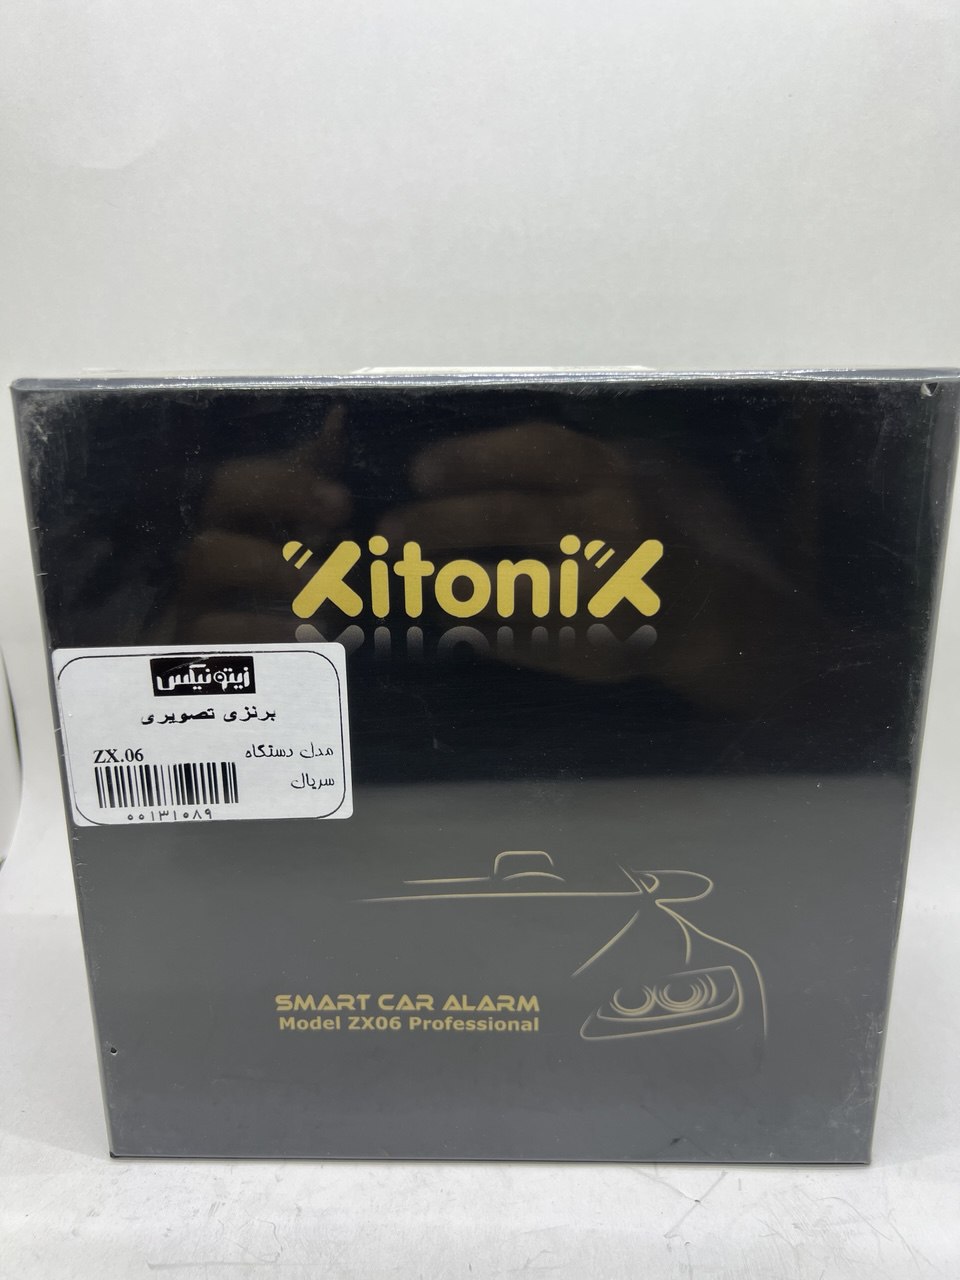 XitoniX
زیتونیکس
برنزی تصویری
مدل دستگاه ZX.06
سریال
۰۰۱۳۱۰۸۹
SMART CAR ALARM
Model ZX06 Professional